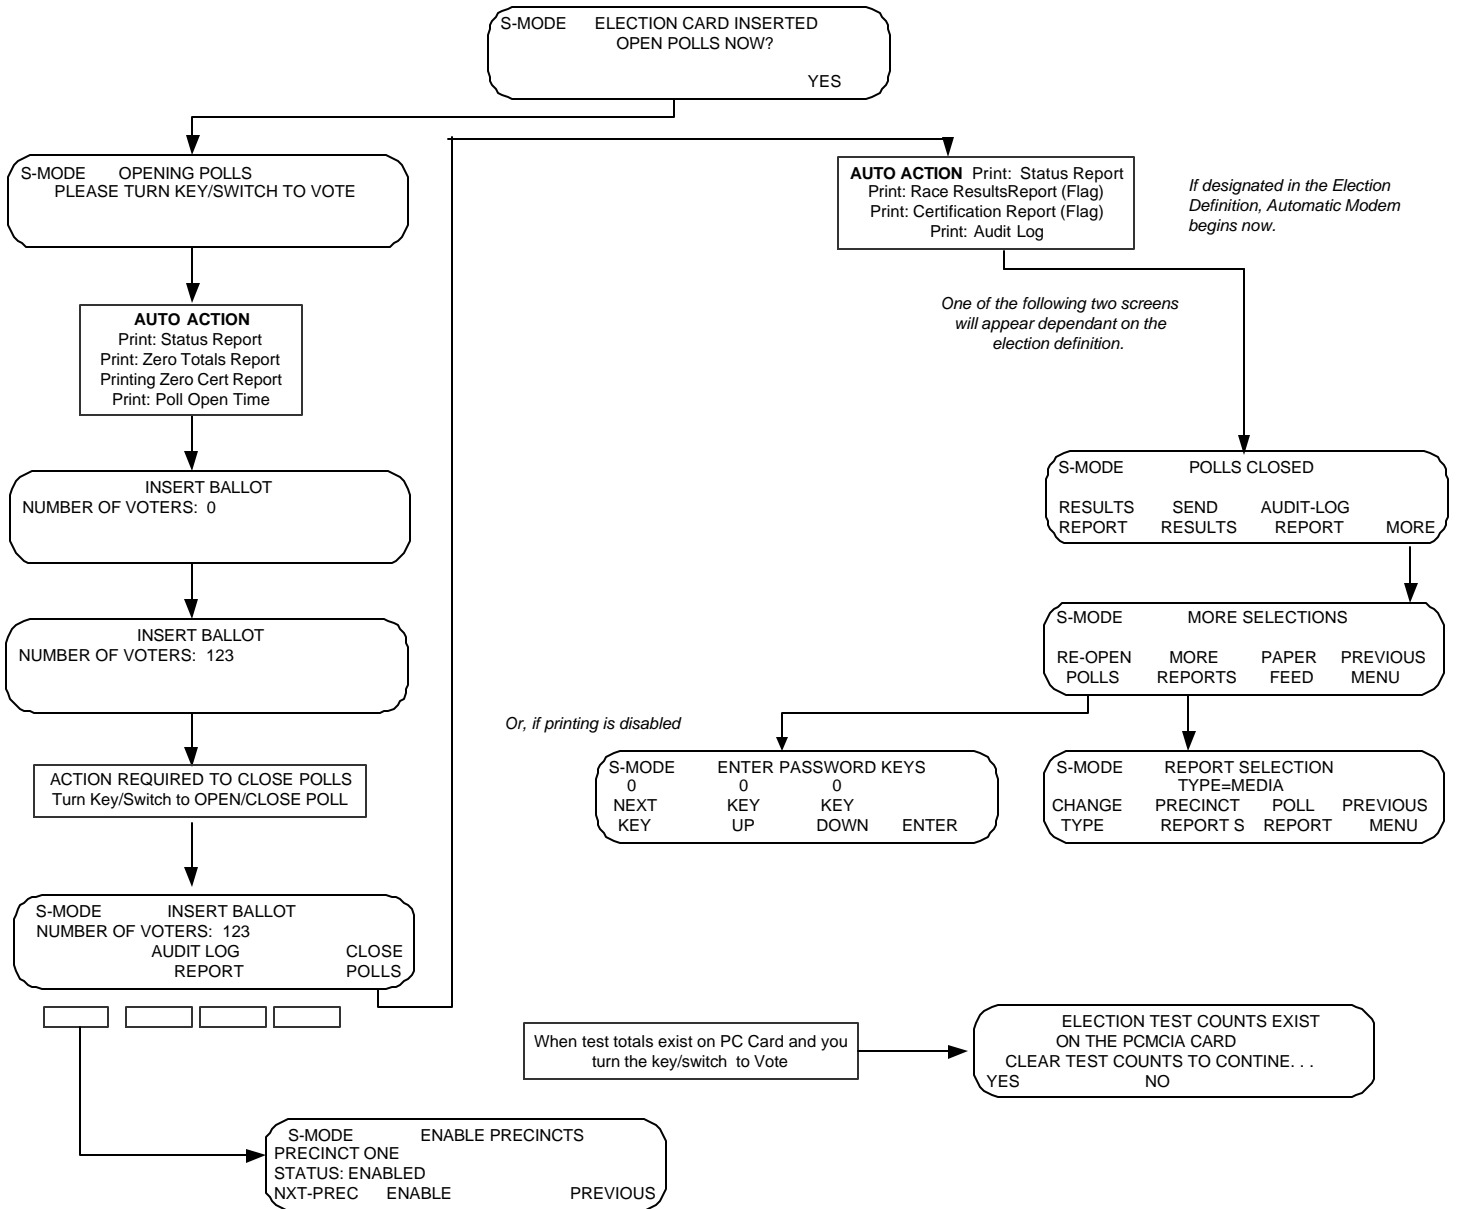 S-MODE ELECTION CARD INSERTED
OPEN POLLS NOW?
YES
S-MODE OPENING POLLS
PLEASE TURN KEY/SWITCH TO VOTE
AUTO ACTION
Print: Status Report
Print: Zero Totals Report
Printing Zero Cert Report
Print: Poll Open Time
INSERT BALLOT
NUMBER OF VOTERS: 0
INSERT BALLOT
NUMBER OF VOTERS: 123
ACTION REQUIRED TO CLOSE POLLS
Turn Key/Switch to OPEN/CLOSE POLL
S-MODE INSERT BALLOT
NUMBER OF VOTERS: 123
AUDIT LOG CLOSE
REPORT POLLS
AUTO ACTION Print: Status Report
Print: Race ResultsReport (Flag)
Print: Certification Report (Flag)
Print: Audit Log
If designated in the Election
Definition, Automatic Modem
begins now.
One of the following two screens
will appear dependant on the
election definition.
S-MODE POLLS CLOSED
RESULTS SEND AUDIT-LOG
REPORT RESULTS REPORT MORE
S-MODE MORE SELECTIONS
RE-OPEN MORE PAPER PREVIOUS
POLLS REPORTS FEED MENU
Or, if printing is disabled
S-MODE ENTER PASSWORD KEYS
0 0 0
NEXT KEY KEY
KEY UP DOWN ENTER
S-MODE REPORT SELECTION
TYPE=MEDIA
CHANGE PRECINCT POLL PREVIOUS
TYPE REPORT S REPORT MENU
When test totals exist on PC Card and you
turn the key/switch to Vote
ELECTION TEST COUNTS EXIST
ON THE PCMCIA CARD
CLEAR TEST COUNTS TO CONTINE. . .
YES NO
S-MODE ENABLE PRECINCTS
PRECINCT ONE
STATUS: ENABLED
NXT-PREC ENABLE PREVIOUS